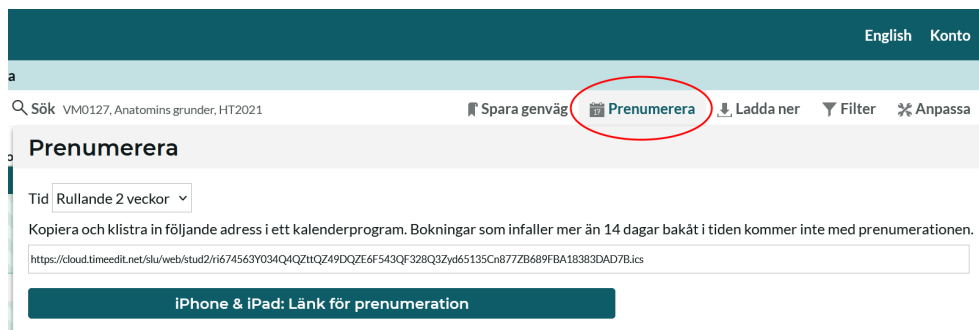 English Konto
a
Sök VM0127, Anatomins grunder, HT2021 Spara genväg Prenumerera Ladda ner Filter Anpassa
Prenumerera
Tid Rullande 2 veckor
Kopiera och klistra in följande adress i ett kalenderprogram. Bokningar som infaller mer än 14 dagar bakåt i tiden kommer inte med prenumerationen.
https://cloud.timeedit.net/slu/web/stud2/ri674563Y034Q4QZttQZ49DQZE6F543QF328Q3Zyd65135Cn877ZB689FBA18383DAD7B.ics
iPhone & iPad: Länk för prenumeration